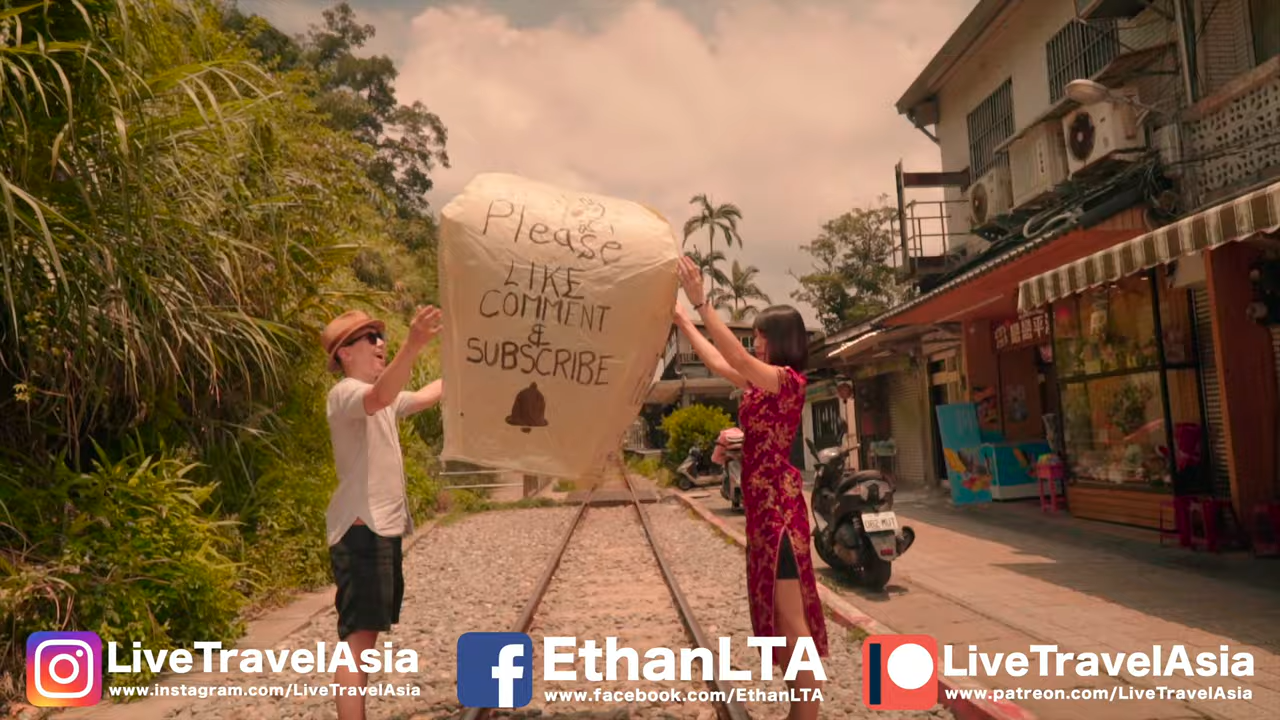 Please
LIKE
COMMENT
&
SUBSCRIBE
LiveTravelAsia
www.instagram.com/LiveTravelAsia
EthanLTA
www.facebook.com/EthanLTA
LiveTravelAsia
www.patreon.com/LiveTravelAsia